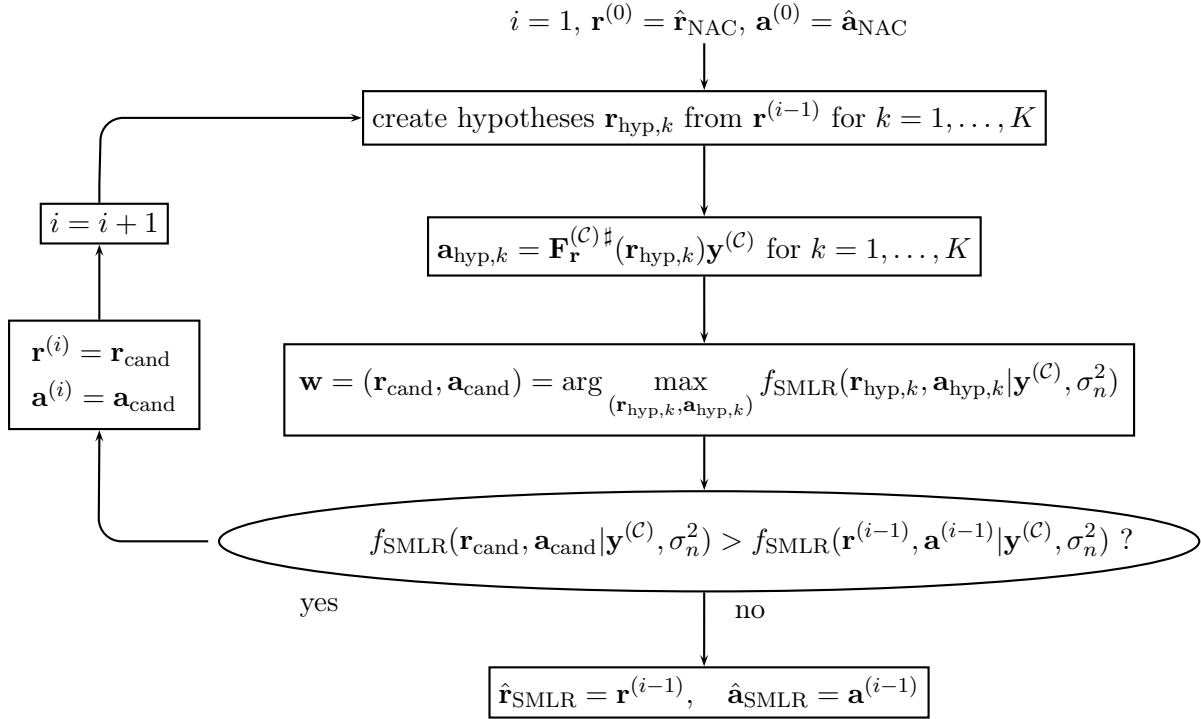 i = 1, r^(0) = r̂_NAC, a^(0) = â_NAC
create hypotheses r_hyp,k from r^(i−1) for k = 1, . . . , K
i = i + 1
a_hyp,k = F_r^(𝒞)♯(r_hyp,k)y^(𝒞) for k = 1, . . . , K
r^(i) = r_cand
a^(i) = a_cand
w = (r_cand, a_cand) = arg max_(r_hyp,k, a_hyp,k) f_SMLR(r_hyp,k, a_hyp,k|y^(𝒞), σ_n^2)
f_SMLR(r_cand, a_cand|y^(𝒞), σ_n^2) > f_SMLR(r^(i−1), a^(i−1)|y^(𝒞), σ_n^2) ?
yes
no
r̂_SMLR = r^(i−1), â_SMLR = a^(i−1)